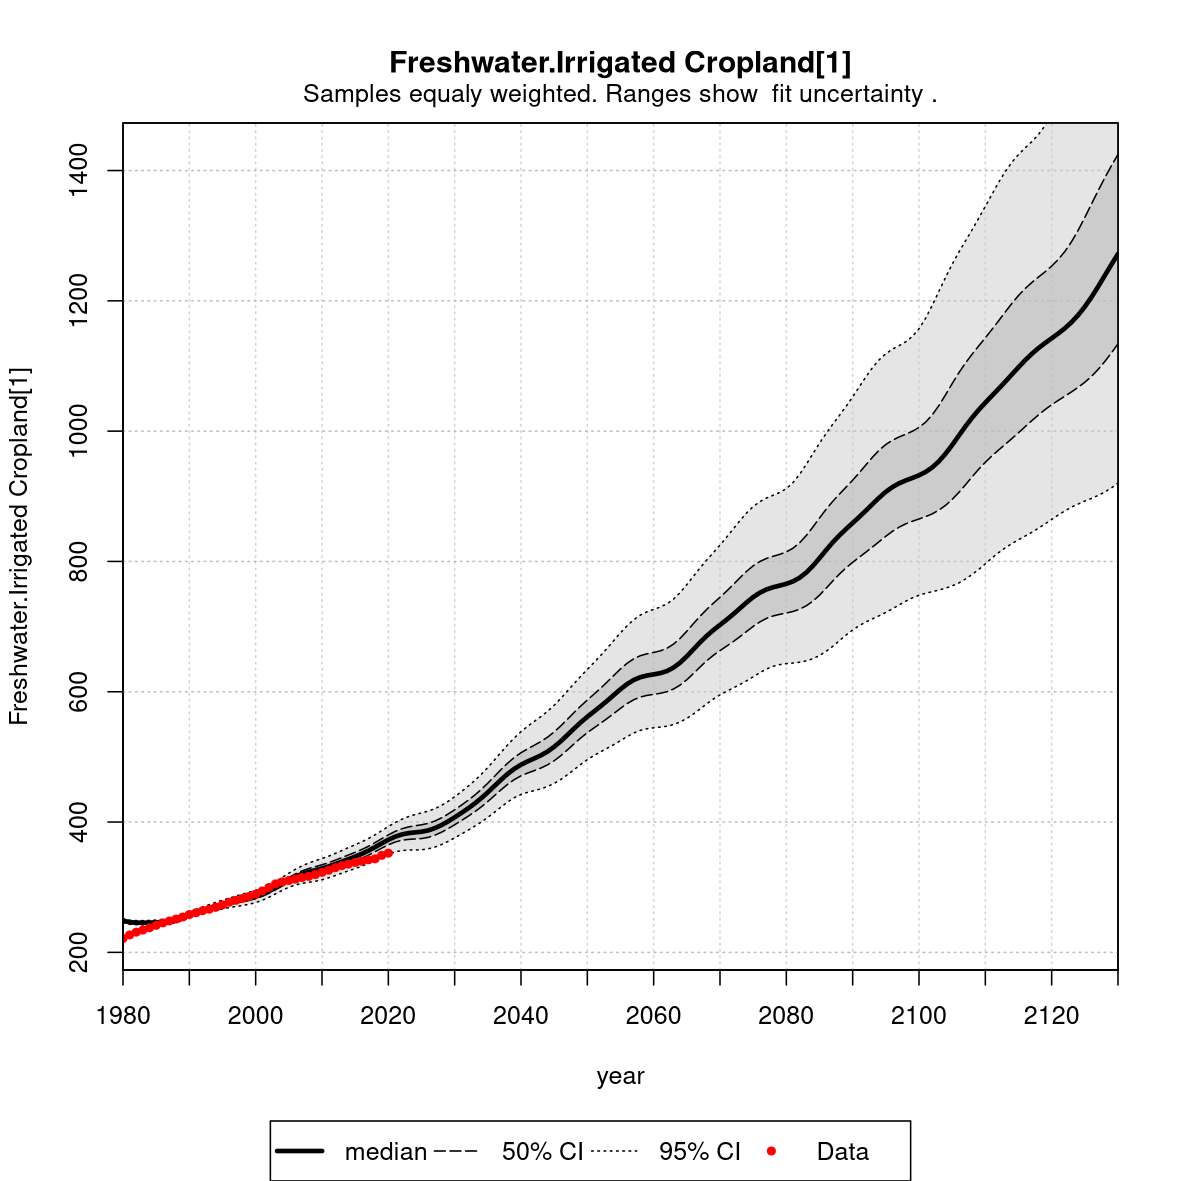 Freshwater.Irrigated Cropland[1]
Samples equaly weighted. Ranges show  fit uncertainty .
Freshwater.Irrigated Cropland[1]
1400
1200
1000
800
600
400
200
1980 2000 2020 2040 2060 2080 2100 2120
year
median 50% CI 95% CI Data